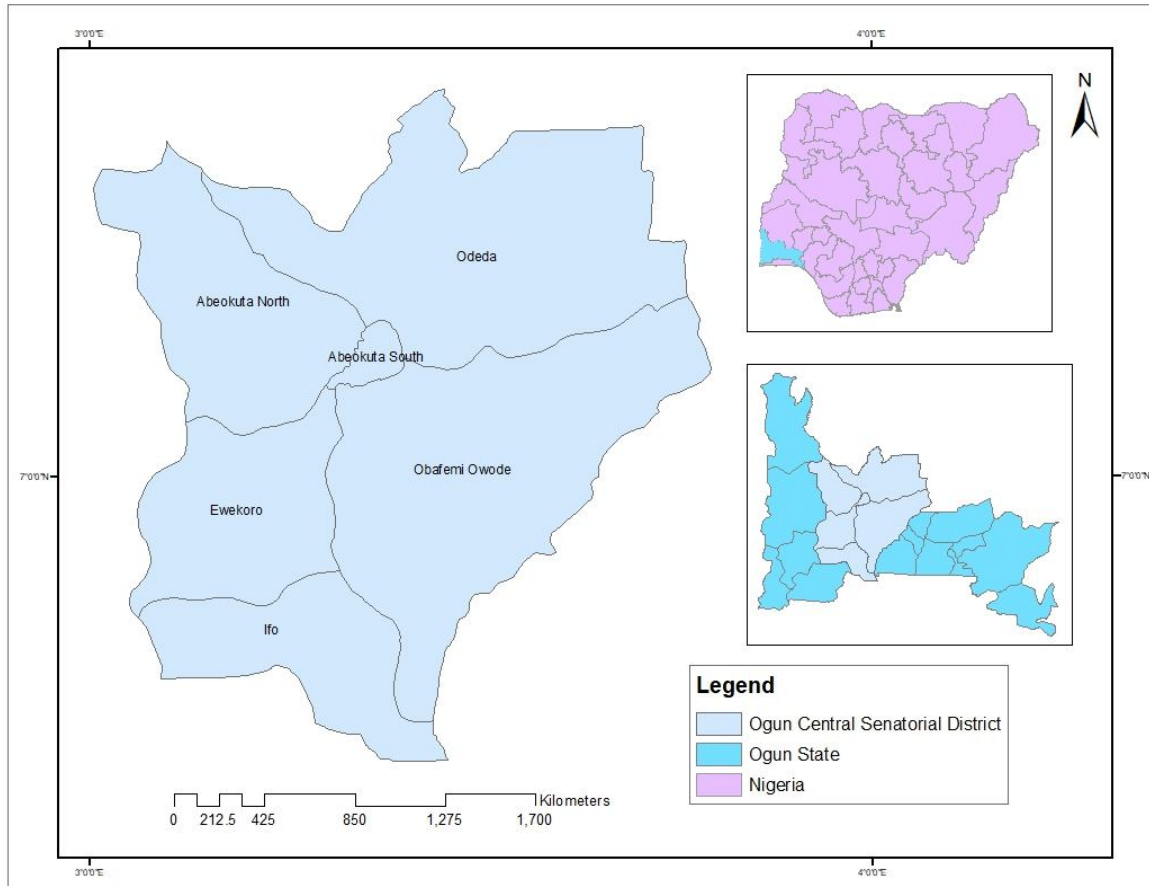 3°0'0"E 4°0'0"E
N
Odeda
Abeokuta North
Abeokuta South
Obafemi Owode
7°0'0"N 7°0'0"N
Ewekoro
Ifo
Legend
Ogun Central Senatorial District
Ogun State
Nigeria
Kilometers
0 212.5 425 850 1,275 1,700
3°0'0"E 4°0'0"E